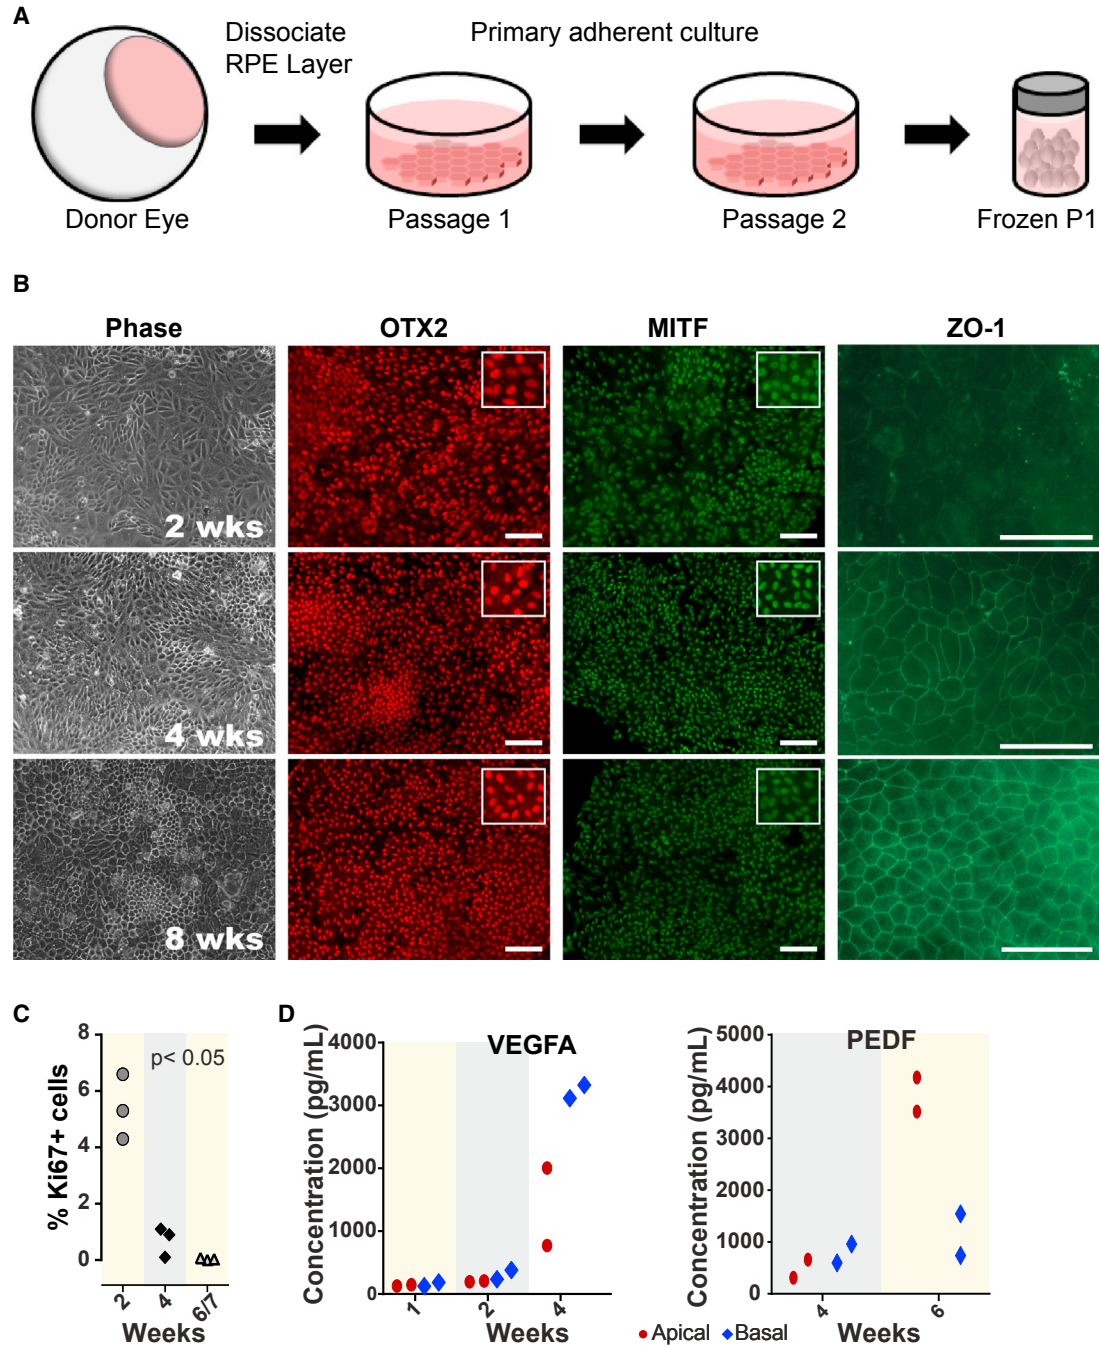 A
Dissociate
RPE Layer
Primary adherent culture
Donor Eye
Passage 1
Passage 2
Frozen P1
B
Phase
OTX2
MITF
ZO-1
2 wks
4 wks
8 wks
C
% Ki67+ cells
8
6
4
2
0
p< 0.05
2
4
6/7
Weeks
D
VEGFA
Concentration (pg/mL)
4000
3000
2000
1000
0
1
2
4
Weeks
PEDF
Concentration (pg/mL)
5000
4000
3000
2000
1000
0
4
6
Weeks
Apical
Basal